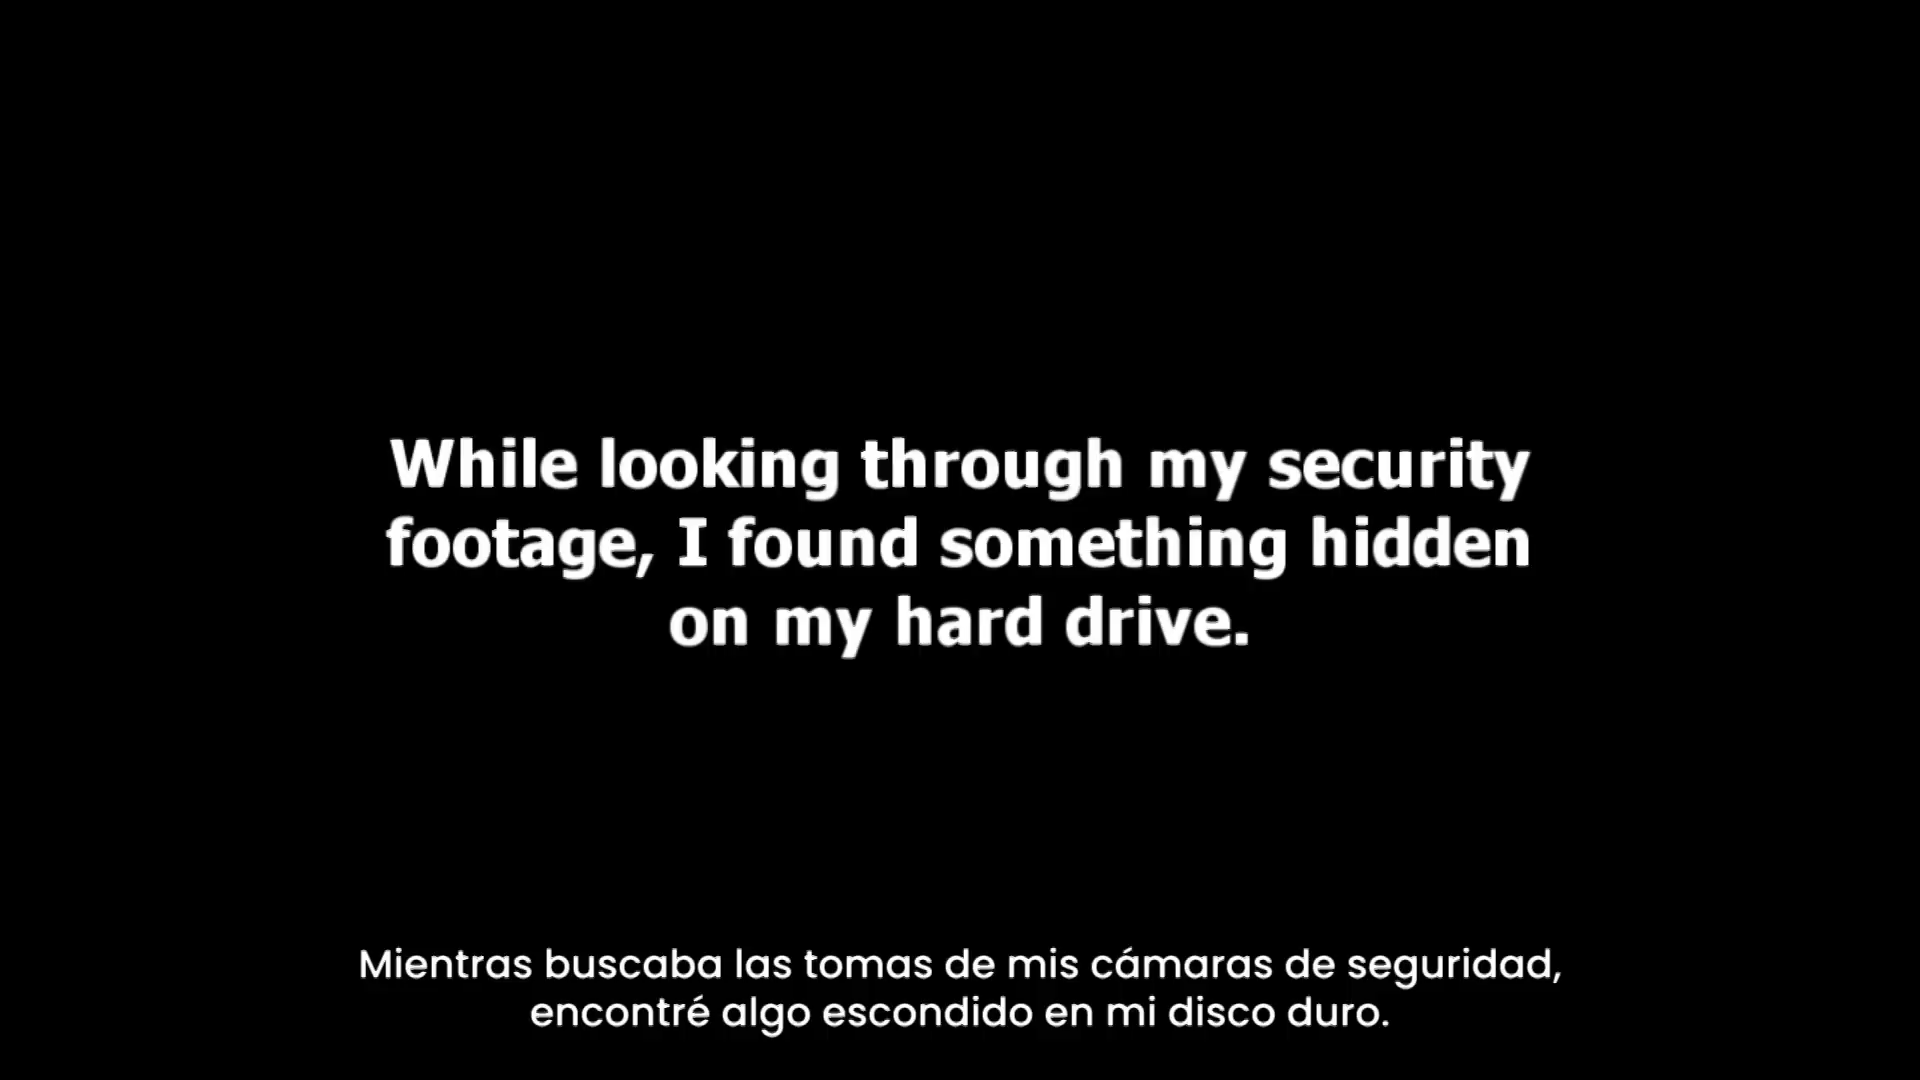 While looking through my security
footage, I found something hidden
on my hard drive.
Mientras buscaba las tomas de mis cámaras de seguridad,
encontré algo escondido en mi disco duro.